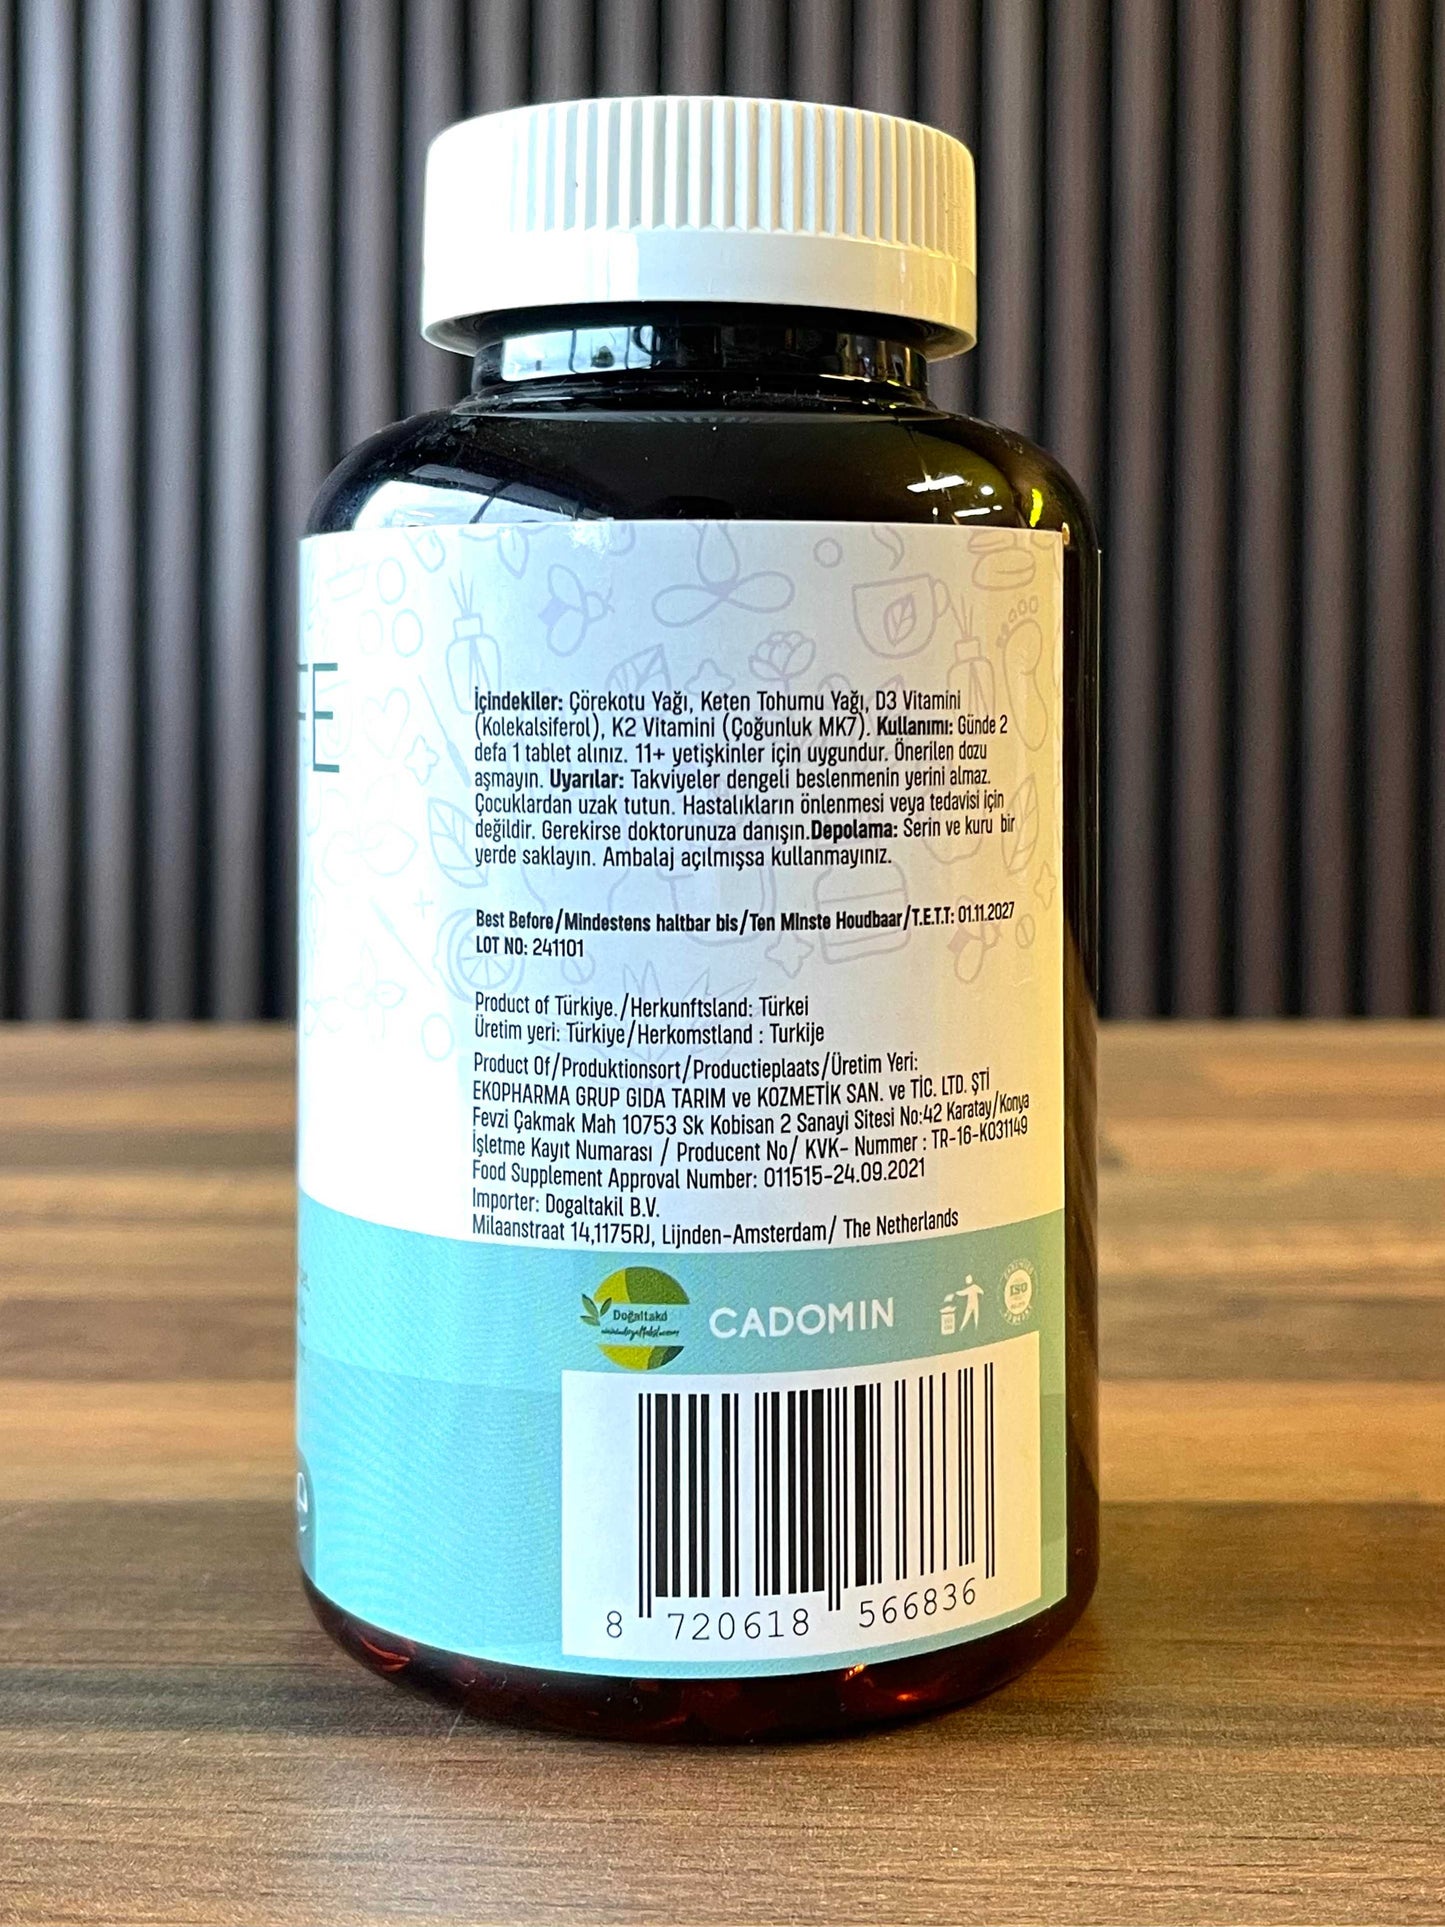 FE
İçindekiler: Çörekotu Yağı, Keten Tohumu Yağı, D3 Vitamini
(Kolekalsiferol), K2 Vitamini (Çoğunluk MK7). Kullanımı: Günde 2
defa 1 tablet alınız. 11+ yetişkinler için uygundur. Önerilen dozu
aşmayın. Uyarılar: Takviyeler dengeli beslenmenin yerini almaz.
Çocuklardan uzak tutun. Hastalıkların önlenmesi veya tedavisi için
değildir. Gerekirse doktorunuza danışın.Depolama: Serin ve kuru bir
yerde saklayın. Ambalaj açılmışsa kullanmayınız.
Best Before/Mindestens haltbar bis/Ten Minste Houdbaar/T.E.T.T: 01.11.2027
LOT NO: 241101
Product of Türkiye./Herkunftsland: Türkei
Üretim yeri: Türkiye/Herkomstland : Turkije
Product Of/Produktionsort/Productieplaats/Üretim Yeri:
EKOPHARMA GRUP GIDA TARIM ve KOZMETİK SAN. ve TİC. LTD. ŞTİ
Fevzi Çakmak Mah 10753 Sk Kobisan 2 Sanayi Sitesi No:42 Karatay/Konya
İşletme Kayıt Numarası / Producent No/ KVK- Nummer : TR-16-K031149
Food Supplement Approval Number: 011515-24.09.2021
Importer: Dogaltakil B.V.
Milaanstraat 14,1175RJ, Lijnden-Amsterdam/ The Netherlands
CADOMIN
ISO
8 720618 566836